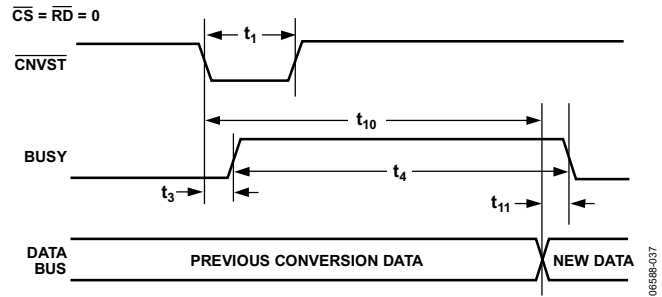 CS = RD = 0
t1
CNVST
t10
BUSY
t4
t3
t11
DATA
BUS
PREVIOUS CONVERSION DATA
NEW DATA
06588-037